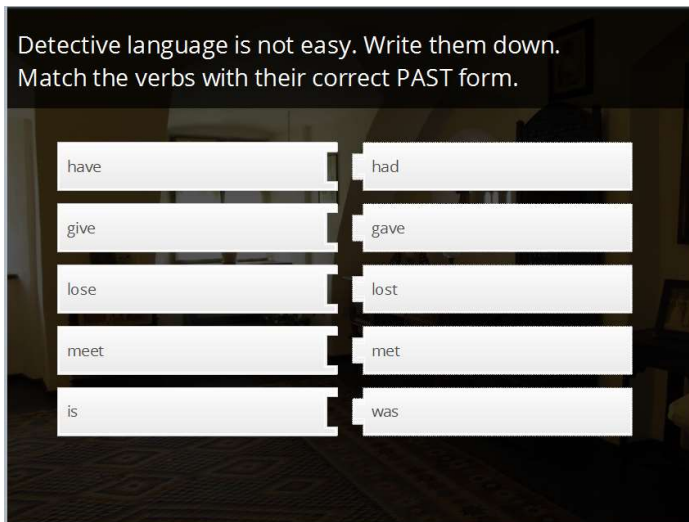 Detective language is not easy. Write them down.
Match the verbs with their correct PAST form.
have had
give gave
lose lost
meet met
is was